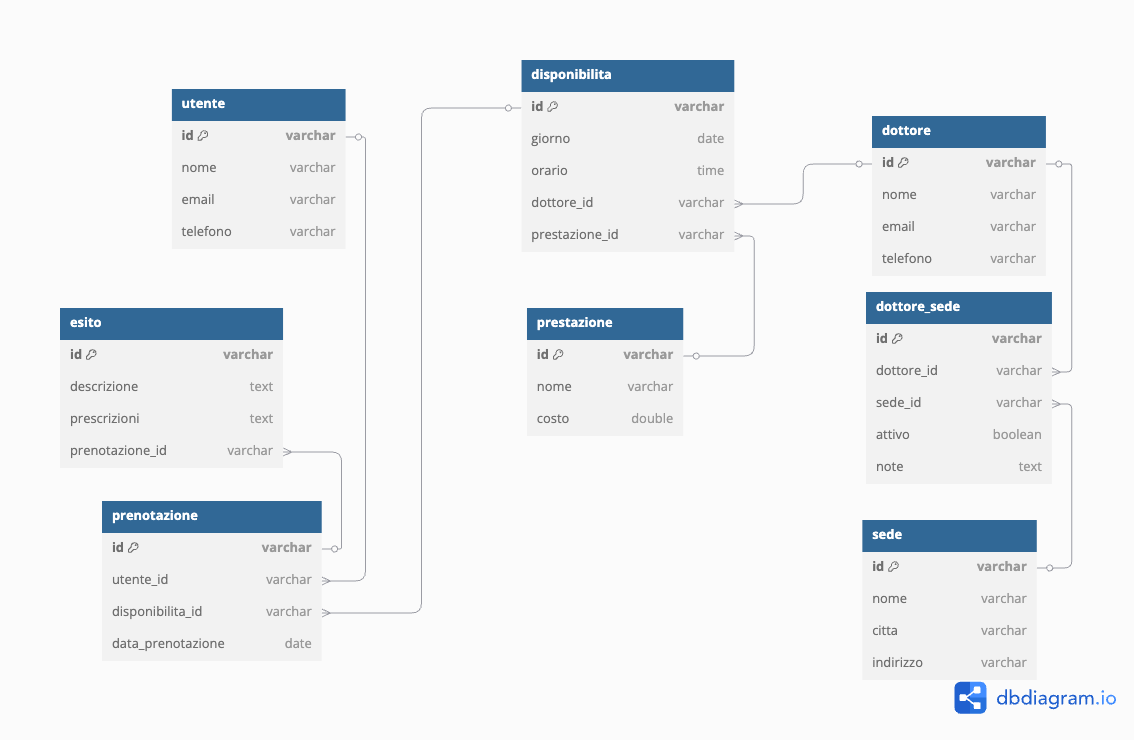 utente
id varchar
nome varchar
email varchar
telefono varchar
disponibilita
id varchar
giorno date
orario time
dottore_id varchar
prestazione_id varchar
dottore
id varchar
nome varchar
email varchar
telefono varchar
esito
id varchar
descrizione text
prescrizioni text
prenotazione_id varchar
prestazione
id varchar
nome varchar
costo double
dottore_sede
id varchar
dottore_id varchar
sede_id varchar
attivo boolean
note text
prenotazione
id varchar
utente_id varchar
disponibilita_id varchar
data_prenotazione date
sede
id varchar
nome varchar
citta varchar
indirizzo varchar
dbdiagram.io